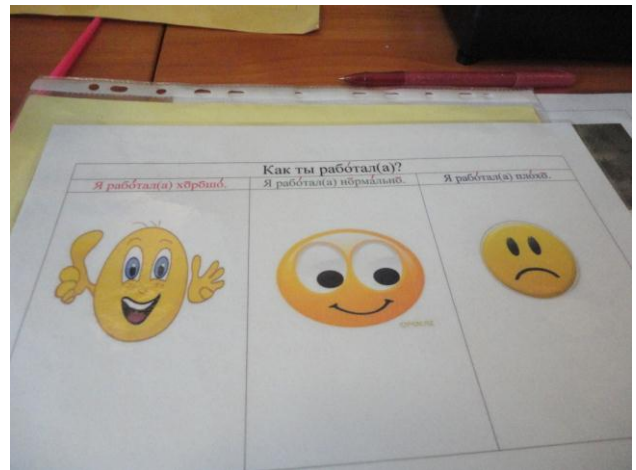 Как ты рабо́тал(а)?
Я рабо́тал(а) хорошо́.
Я рабо́тал(а) норма́льно.
Я рабо́тал(а) пло́хо.